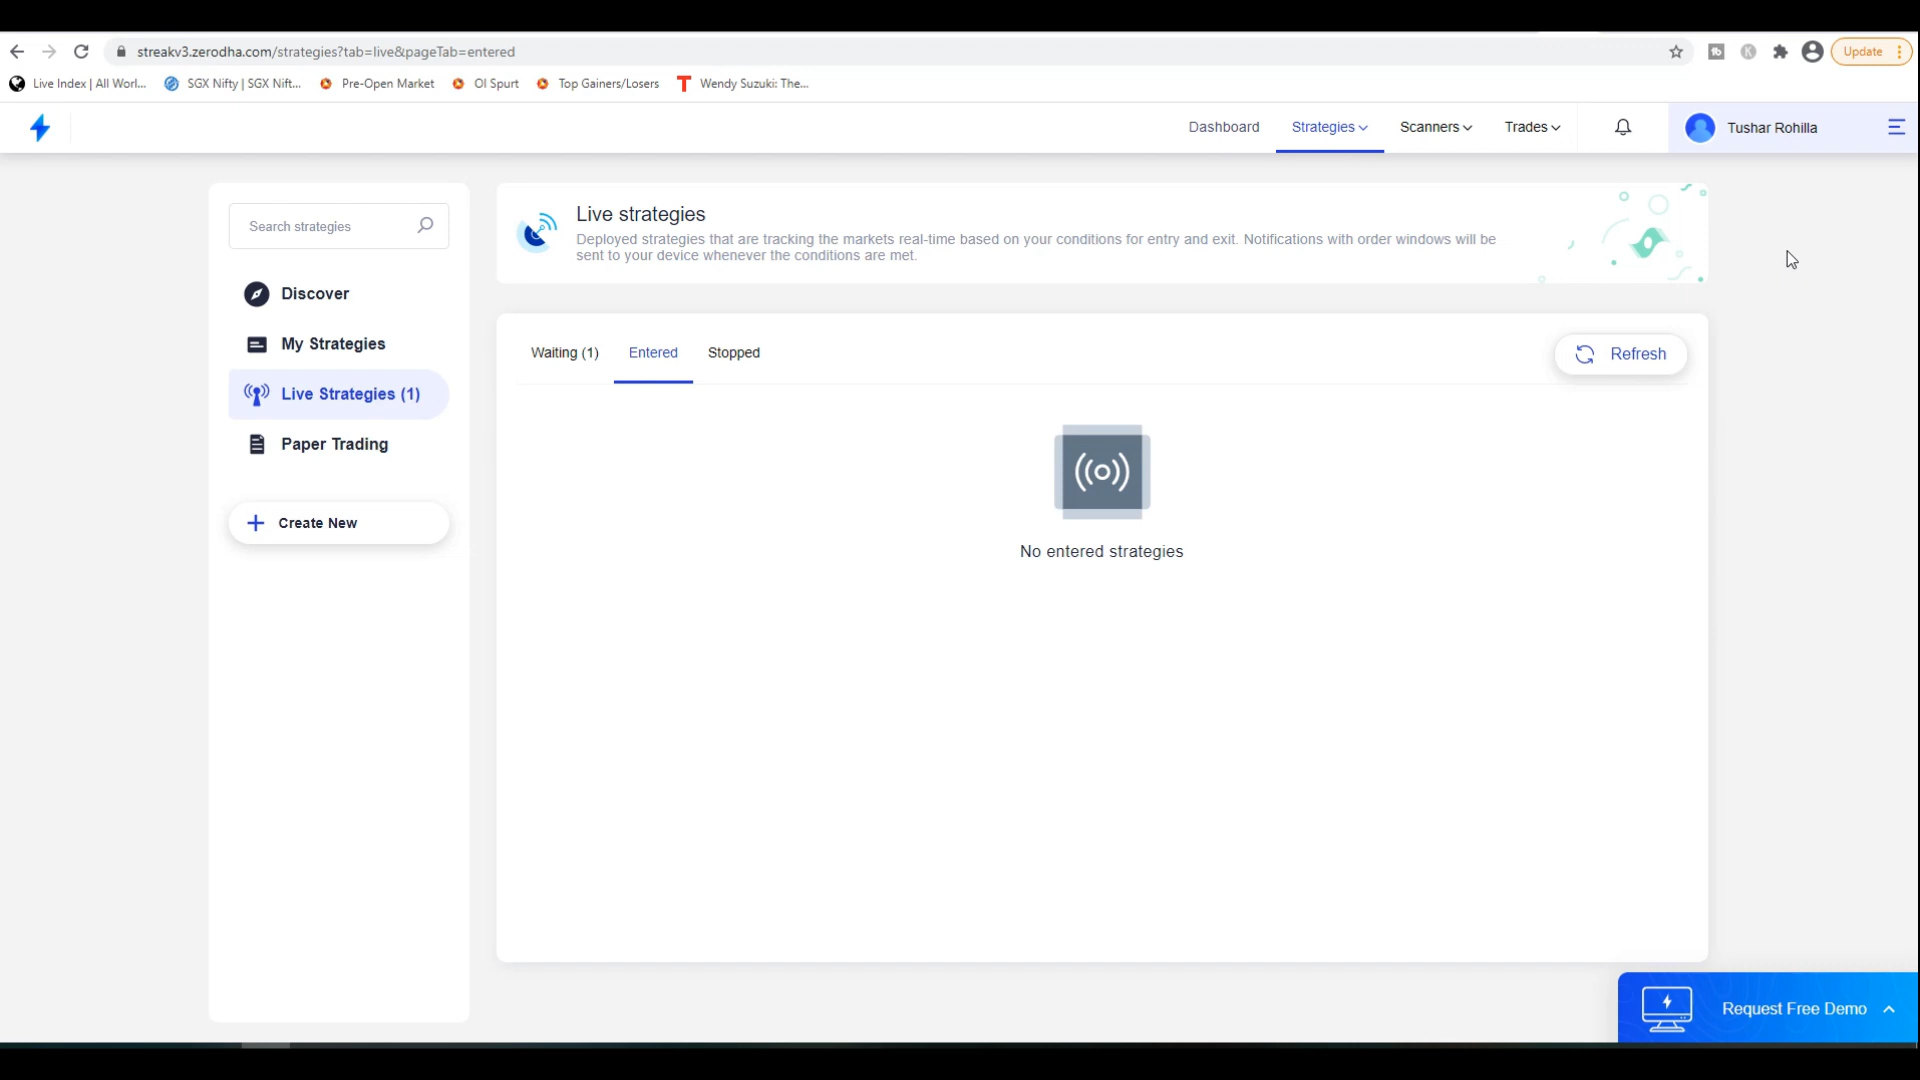 streakv3.zerodha.com/strategies?tab=live&pageTab=entered
Update
Live Index | All Worl...
SGX Nifty | SGX Nift...
Pre-Open Market
OI Spurt
Top Gainers/Losers
Wendy Suzuki: The...
Dashboard
Strategies
Scanners
Trades
Tushar Rohilla
Search strategies
Discover
My Strategies
Live Strategies (1)
Paper Trading
Create New
Live strategies
Deployed strategies that are tracking the markets real-time based on your conditions for entry and exit. Notifications with order windows will be
sent to your device whenever the conditions are met.
Waiting (1)
Entered
Stopped
Refresh
No entered strategies
Request Free Demo